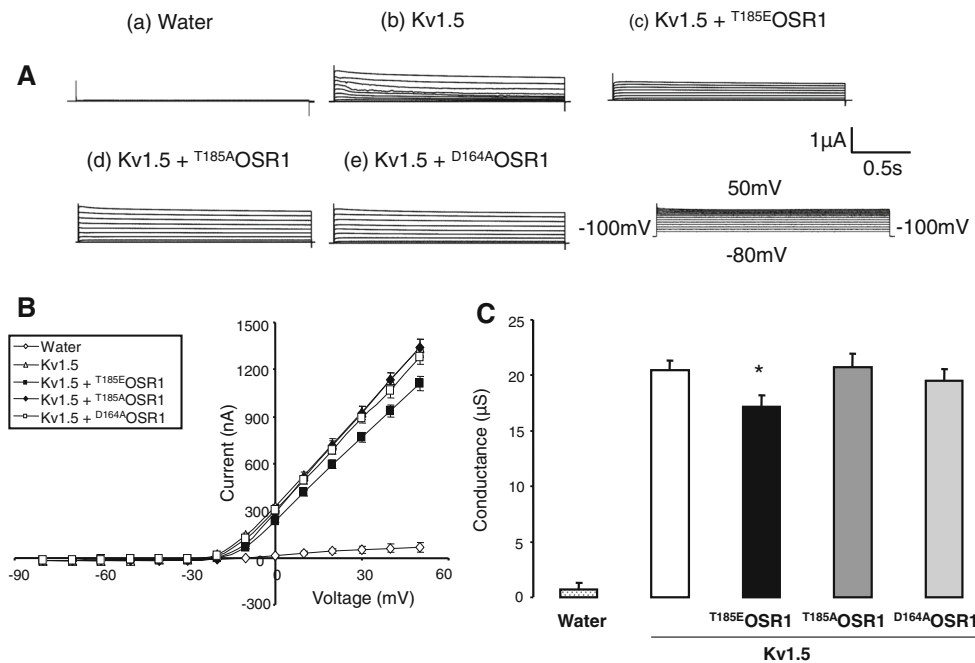 (a) Water
(b) Kv1.5
(c) Kv1.5 + T185EOSR1
A
1µA
0.5s
(d) Kv1.5 + T185AOSR1
(e) Kv1.5 + D164AOSR1
50mV
-100mV
-100mV
-80mV
B
Water
Kv1.5
Kv1.5 + T185EOSR1
Kv1.5 + T185AOSR1
Kv1.5 + D164AOSR1
Current (nA)
1500
1200
900
600
300
0
-300
-90
-60
-30
0
30
60
Voltage (mV)
C
Conductance (µS)
25
20
15
10
5
0
*
Water
T185EOSR1
T185AOSR1
D164AOSR1
Kv1.5